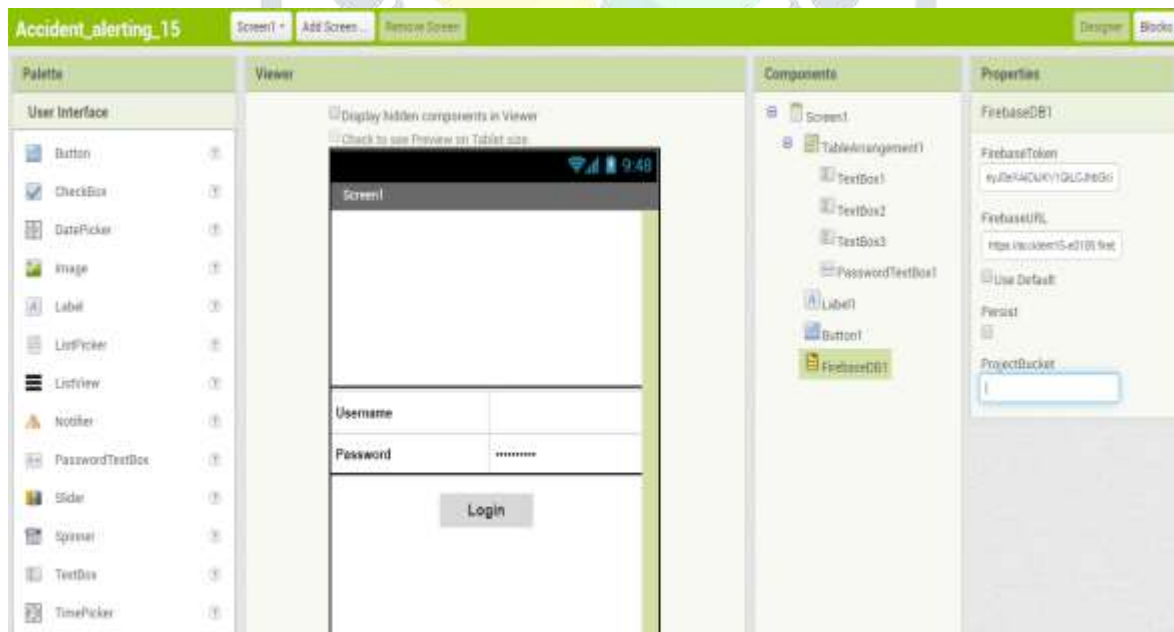 Accident_alerting_15
Screen1
Add Screen ...
Remove Screen
Designer
Blocks
Palette
User Interface
Button
CheckBox
DatePicker
Image
Label
ListPicker
ListView
Notifier
PasswordTextBox
Slider
Spinner
TextBox
TimePicker
Viewer
Display hidden components in Viewer
Check to see Preview on Tablet size.
9:48
Screen1
Username
Password
Login
Components
Screen1
TableArrangement1
TextBox1
TextBox2
TextBox3
PasswordTextBox1
Label1
Button1
FirebaseDB1
Properties
FirebaseDB1
FirebaseToken
FirebaseURL
Use Default
Persist
ProjectBucket